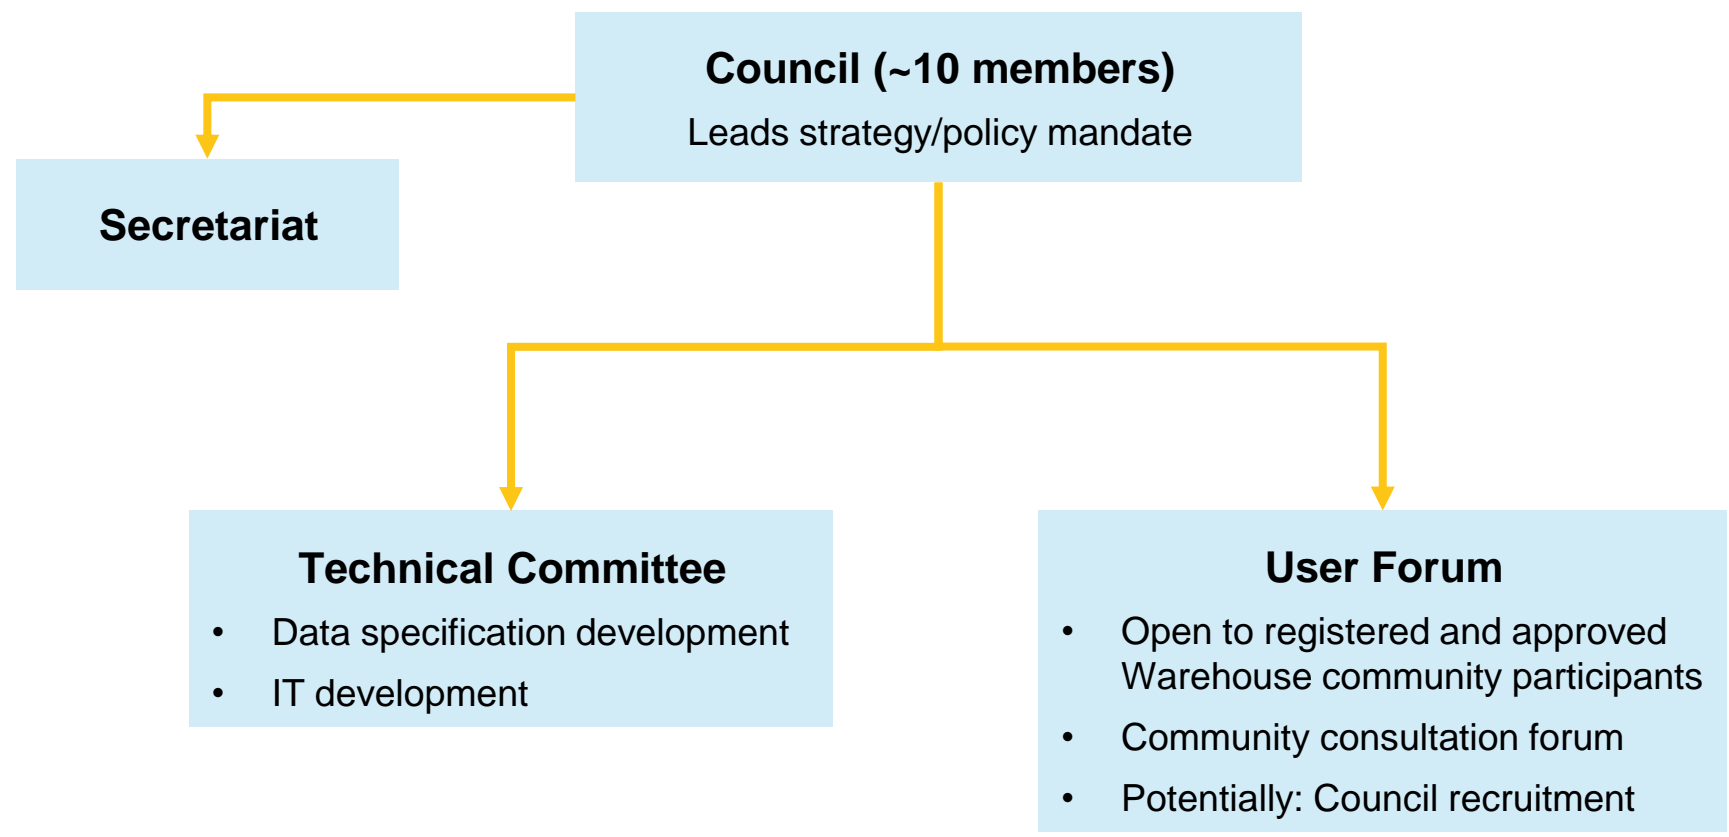 Council (~10 members)
Leads strategy/policy mandate
Secretariat
Technical Committee
• Data specification development
• IT development
User Forum
• Open to registered and approved
Warehouse community participants
• Community consultation forum
• Potentially: Council recruitment